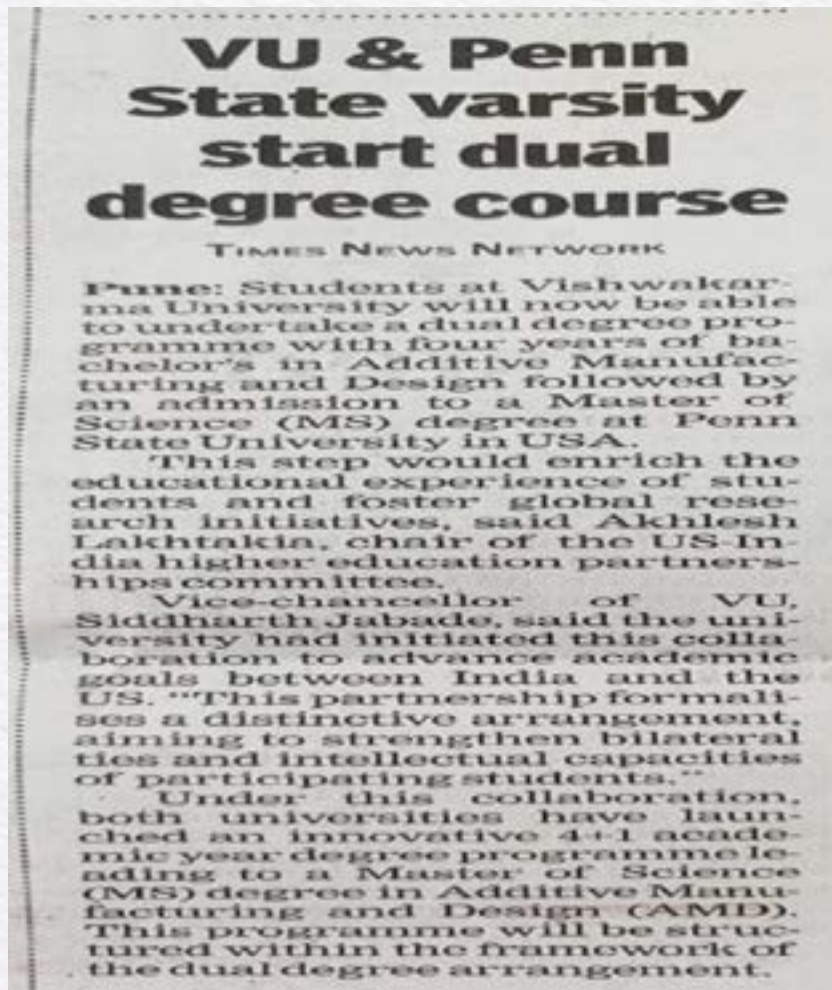 VU & Penn
State varsity
start dual
degree course
TIMES NEWS NETWORK
Pune: Students at Vishwakar-
ma University will now be able
to undertake a dual degree pro-
gramme with four years of ba-
chelor's in Additive Manufac-
turing and Design followed by
an admission to a Master of
Science (MS) degree at Penn
State University in USA.
This step would enrich the
educational experience of stu-
dents and foster global rese-
arch initiatives, said Akhlesh
Lakhtakia, chair of the US-In-
dia higher education partners-
hips committee.
Vice-chancellor of VU,
Siddharth Jabade, said the uni-
versity had initiated this colla-
boration to advance academic
goals between India and the
US. "This partnership formali-
ses a distinctive arrangement,
aiming to strengthen bilateral
ties and intellectual capacities
of participating students."
Under this collaboration,
both universities have laun-
ched an innovative 4+1 acade-
mic year degree programme le-
ading to a Master of Science
(MS) degree in Additive Manu-
facturing and Design (AMD).
This programme will be struc-
tured within the framework of
the dual degree arrangement.